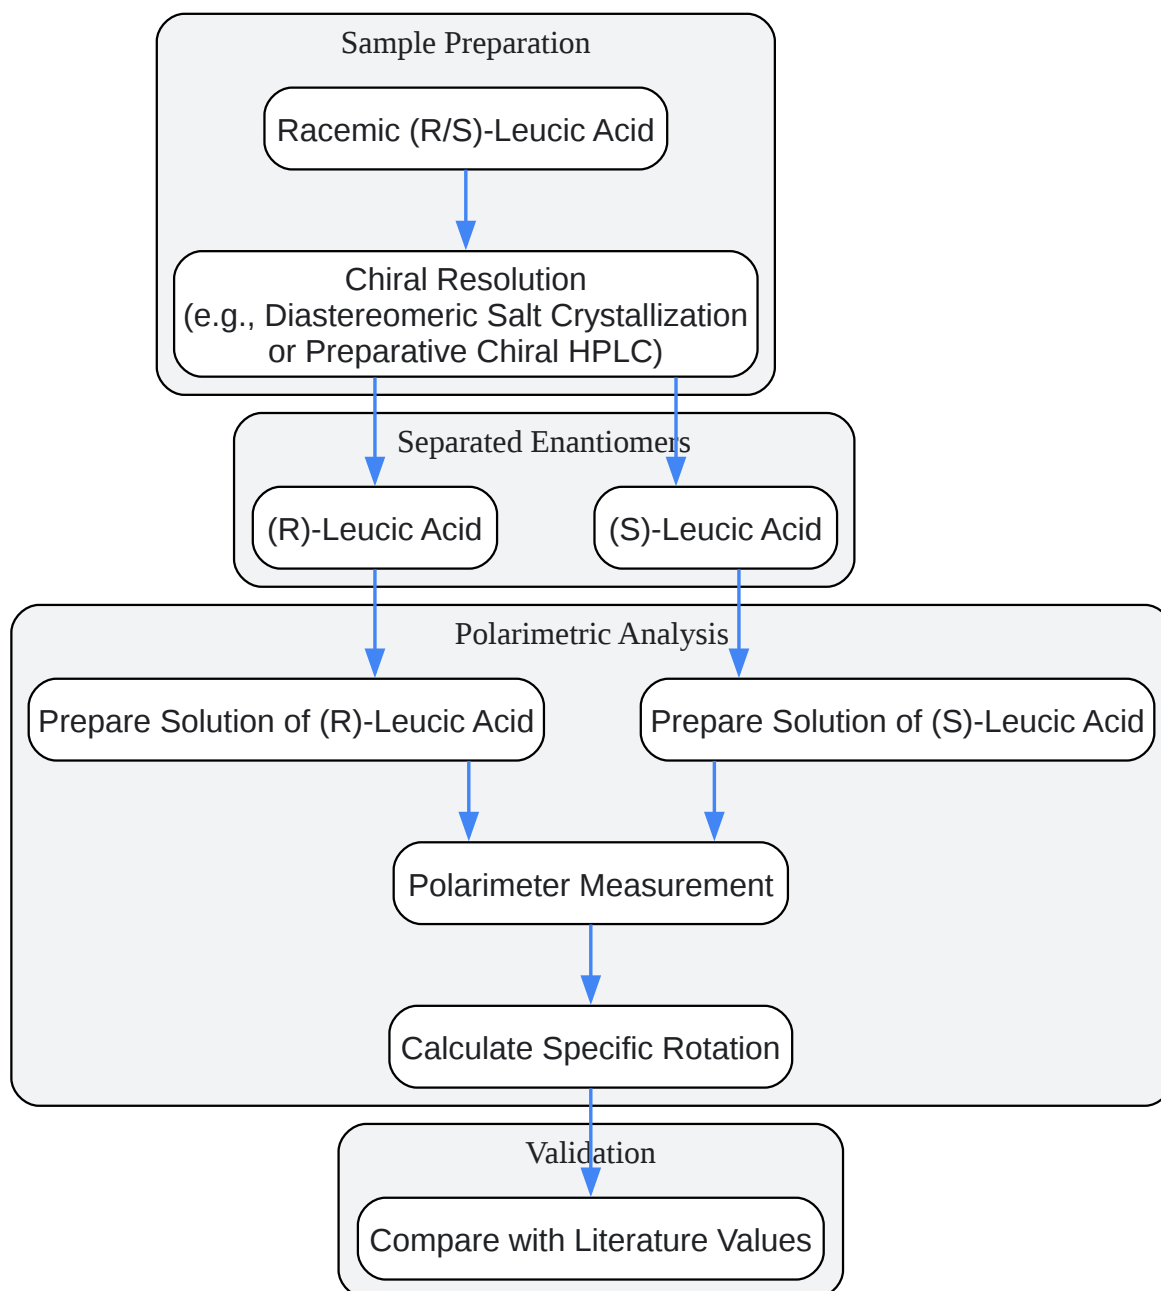 Sample Preparation
Racemic (R/S)-Leucic Acid
Chiral Resolution
(e.g., Diastereomeric Salt Crystallization
or Preparative Chiral HPLC)
Separated Enantiomers
(R)-Leucic Acid
(S)-Leucic Acid
Polarimetric Analysis
Prepare Solution of (R)-Leucic Acid
Prepare Solution of (S)-Leucic Acid
Polarimeter Measurement
Calculate Specific Rotation
Validation
Compare with Literature Values